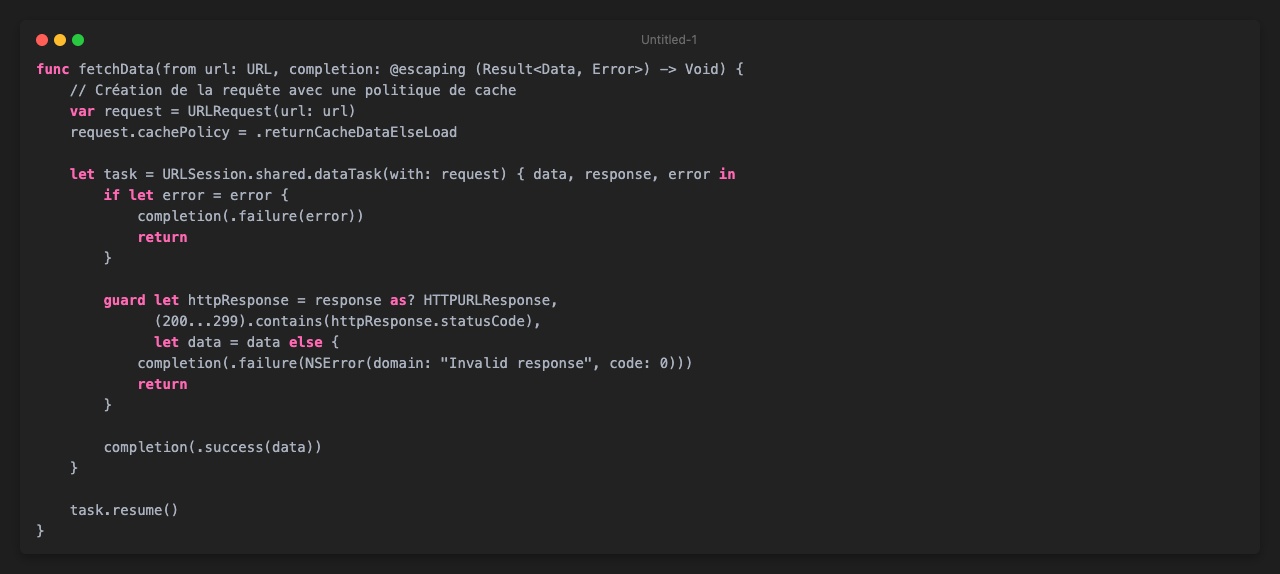 Untitled-1
func fetchData(from url: URL, completion: @escaping (Result<Data, Error>) -> Void) {
    // Création de la requête avec une politique de cache
    var request = URLRequest(url: url)
    request.cachePolicy = .returnCacheDataElseLoad

    let task = URLSession.shared.dataTask(with: request) { data, response, error in
        if let error = error {
            completion(.failure(error))
            return
        }

        guard let httpResponse = response as? HTTPURLResponse,
              (200...299).contains(httpResponse.statusCode),
              let data = data else {
            completion(.failure(NSError(domain: "Invalid response", code: 0)))
            return
        }

        completion(.success(data))
    }

    task.resume()
}